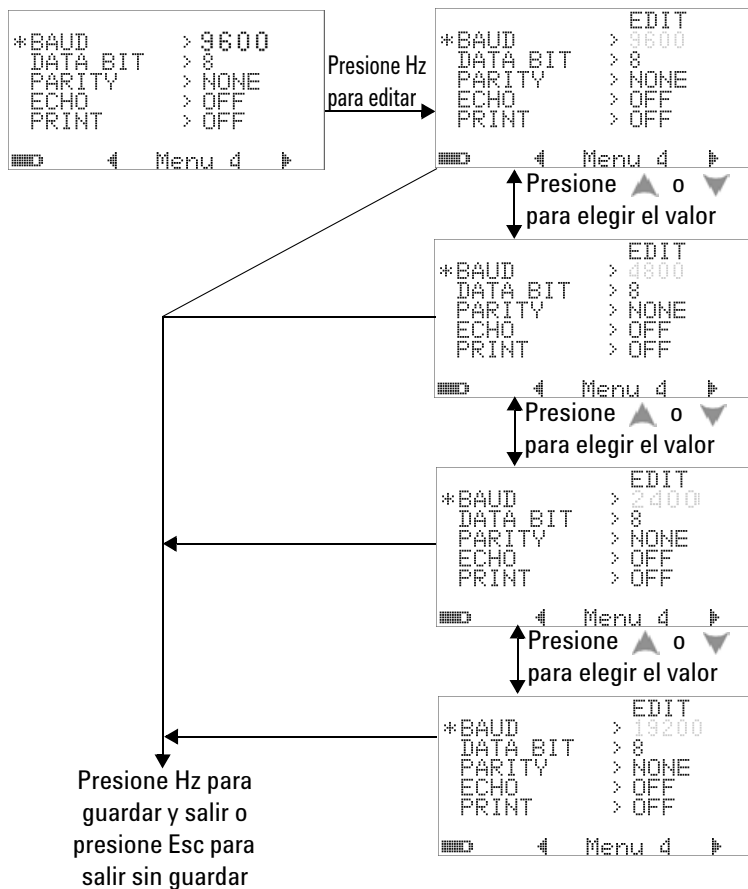 *BAUD > 9600
DATA BIT > 8
PARITY > NONE
ECHO > OFF
PRINT > OFF
Menu 4
Presione Hz
para editar
EDIT
*BAUD > 9600
DATA BIT > 8
PARITY > NONE
ECHO > OFF
PRINT > OFF
Menu 4
Presione o
para elegir el valor
EDIT
*BAUD > 4800
DATA BIT > 8
PARITY > NONE
ECHO > OFF
PRINT > OFF
Menu 4
Presione o
para elegir el valor
EDIT
*BAUD > 2400
DATA BIT > 8
PARITY > NONE
ECHO > OFF
PRINT > OFF
Menu 4
Presione o
para elegir el valor
EDIT
*BAUD > 19200
DATA BIT > 8
PARITY > NONE
ECHO > OFF
PRINT > OFF
Menu 4
Presione Hz para
guardar y salir o
presione Esc para
salir sin guardar